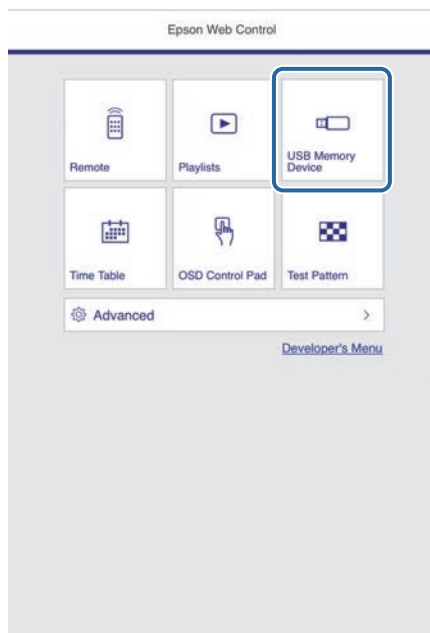 Epson Web Control
Remote
Playlists
USB Memory
Device
Time Table
OSD Control Pad
Test Pattern
Advanced
Developer's Menu